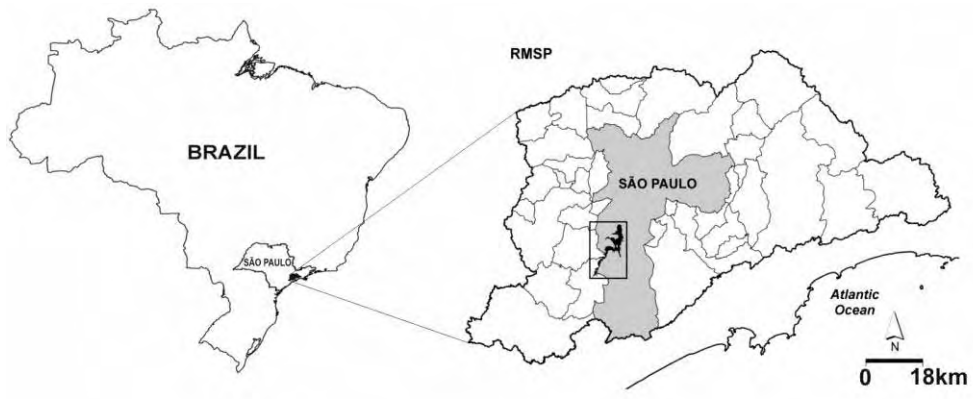 BRAZIL
SÃO PAULO
RMSP
SÃO PAULO
Atlantic
Ocean
N
0 18km